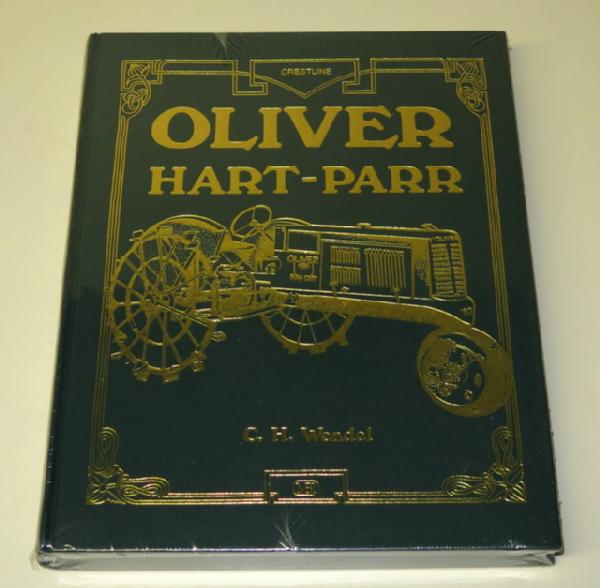 CRESTLINE
OLIVER
HART-PARR
OLIVER
C. H. Wendel